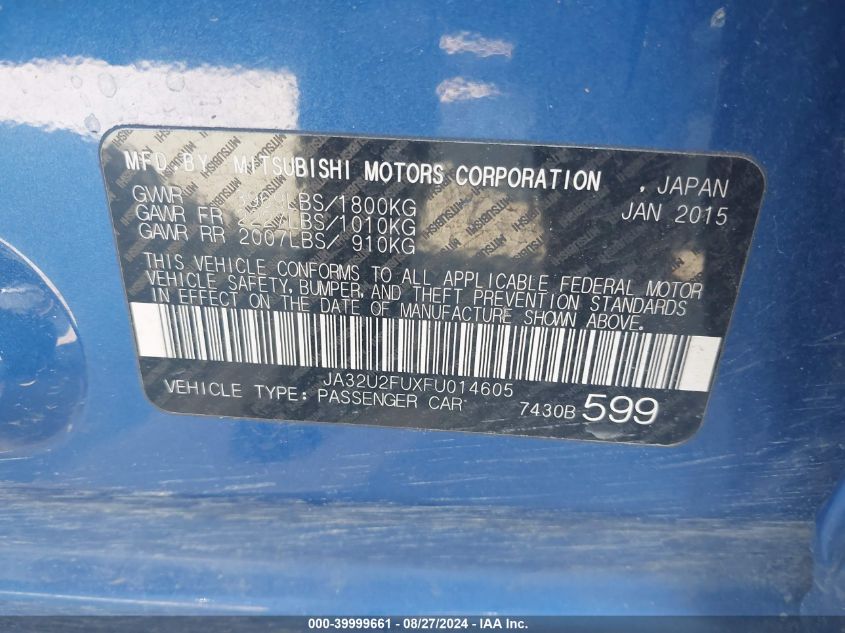 MFD. BY MITSUBISHI MOTORS CORPORATION , JAPAN
GWVR LBS/1800KG JAN 2015
GAWR FR LBS/1010KG
GAWR RR 2007LBS/ 910KG
THIS VEHICLE CONFORMS TO ALL APPLICABLE FEDERAL MOTOR
VEHICLE SAFETY, BUMPER, AND THEFT PREVENTION STANDARDS
IN EFFECT ON THE DATE OF MANUFACTURE SHOWN ABOVE.
JA32U2FUXFU014605
VEHICLE TYPE: PASSENGER CAR 7430B 599
000-39999661 - 08/27/2024 - IAA Inc.